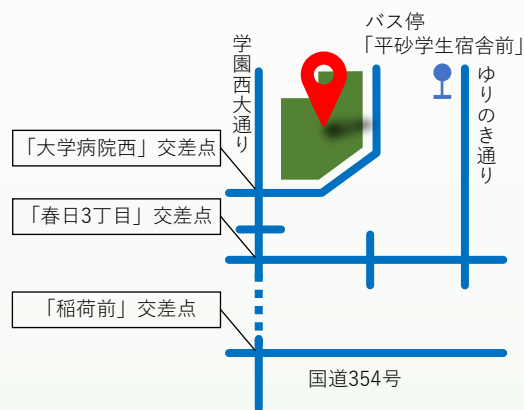 バス停
「平砂学生宿舎前」
学園西大通り
ゆりのき通り
「大学病院西」交差点
「春日3丁目」交差点
「稲荷前」交差点
国道354号